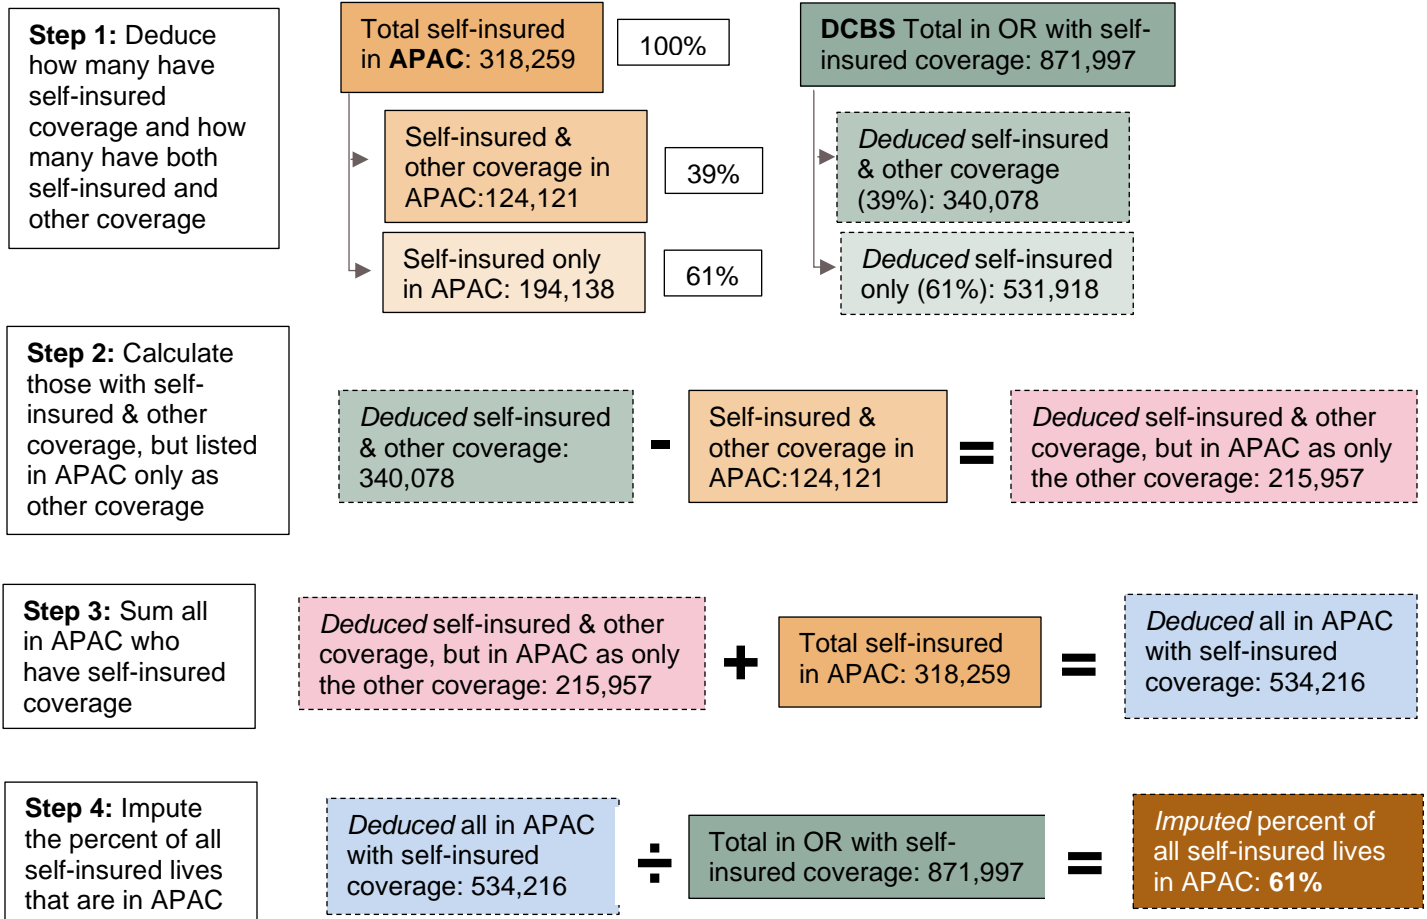 Step 1: Deduce
how many have
self-insured
coverage and how
many have both
self-insured and
other coverage
Total self-insured
in APAC: 318,259
100%
DCBS Total in OR with self-
insured coverage: 871,997
Self-insured &
other coverage in
APAC:124,121
39%
Deduced self-insured
& other coverage
(39%): 340,078
Self-insured only
in APAC: 194,138
61%
Deduced self-insured
only (61%): 531,918
Step 2: Calculate
those with self-
insured & other
coverage, but listed
in APAC only as
other coverage
Deduced self-insured
& other coverage:
340,078
-
Self-insured &
other coverage in
APAC:124,121
=
Deduced self-insured & other
coverage, but in APAC as only
the other coverage: 215,957
Step 3: Sum all
in APAC who
have self-insured
coverage
Deduced self-insured & other
coverage, but in APAC as only
the other coverage: 215,957
+
Total self-insured
in APAC: 318,259
=
Deduced all in APAC
with self-insured
coverage: 534,216
Step 4: Impute
the percent of all
self-insured lives
that are in APAC
Deduced all in APAC
with self-insured
coverage: 534,216
÷
Total in OR with self-
insured coverage: 871,997
=
Imputed percent of
all self-insured lives
in APAC: 61%